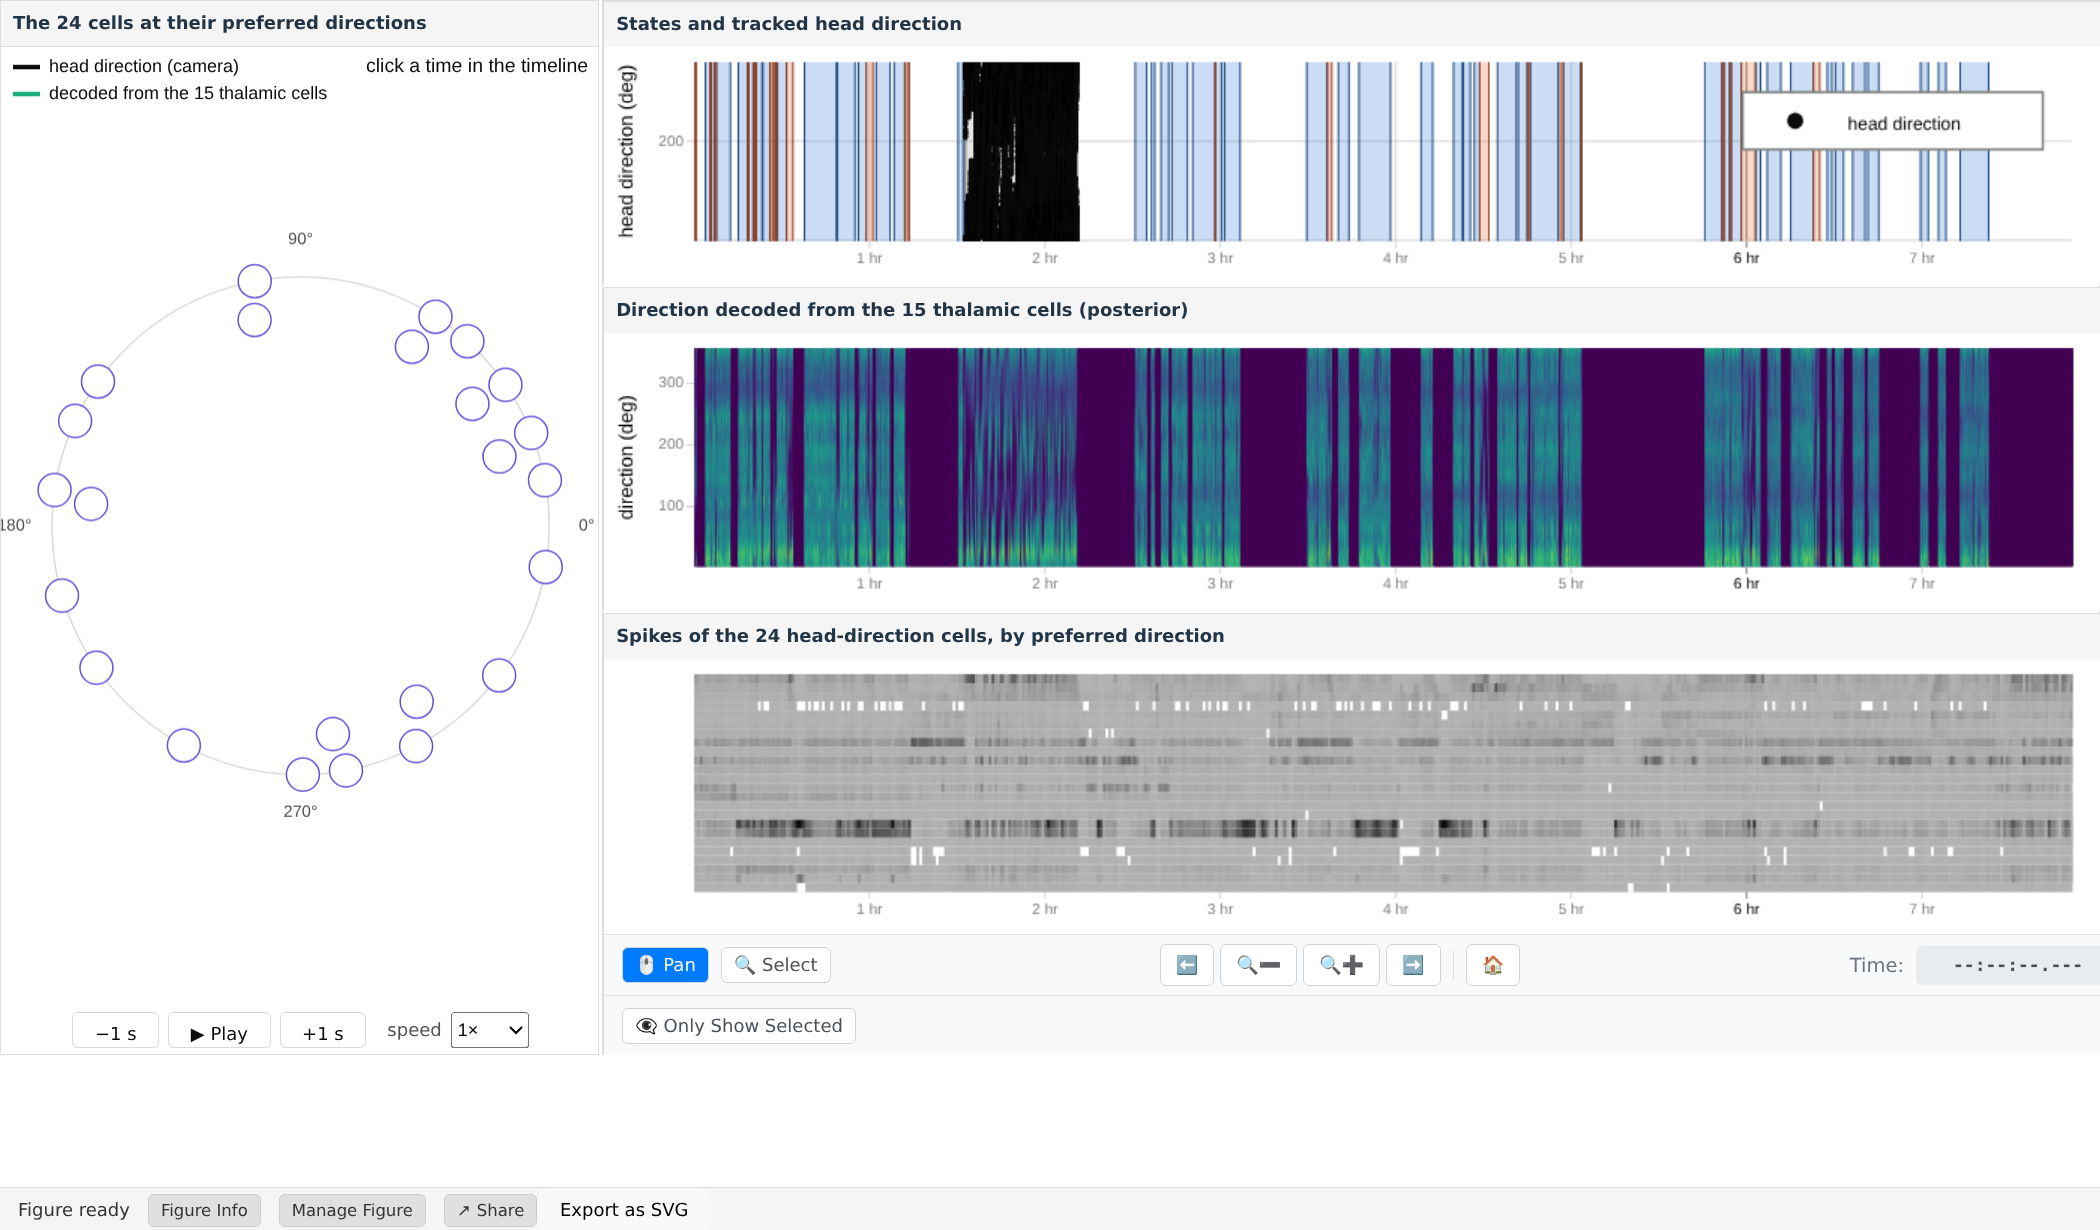 The 24 cells at their preferred directions
head direction (camera)
click a time in the timeline
decoded from the 15 thalamic cells
90°
180°
0°
270°
−1 s
▶ Play
+1 s
speed
1×
States and tracked head direction
head direction (deg)
200
head direction
1 hr 2 hr 3 hr 4 hr 5 hr 6 hr 7 hr
Direction decoded from the 15 thalamic cells (posterior)
direction (deg)
300
200
100
1 hr 2 hr 3 hr 4 hr 5 hr 6 hr 7 hr
Spikes of the 24 head-direction cells, by preferred direction
1 hr 2 hr 3 hr 4 hr 5 hr 6 hr 7 hr
Pan
Select
Time: --:--:--.---
Only Show Selected
Figure ready
Figure Info
Manage Figure
↗ Share
Export as SVG